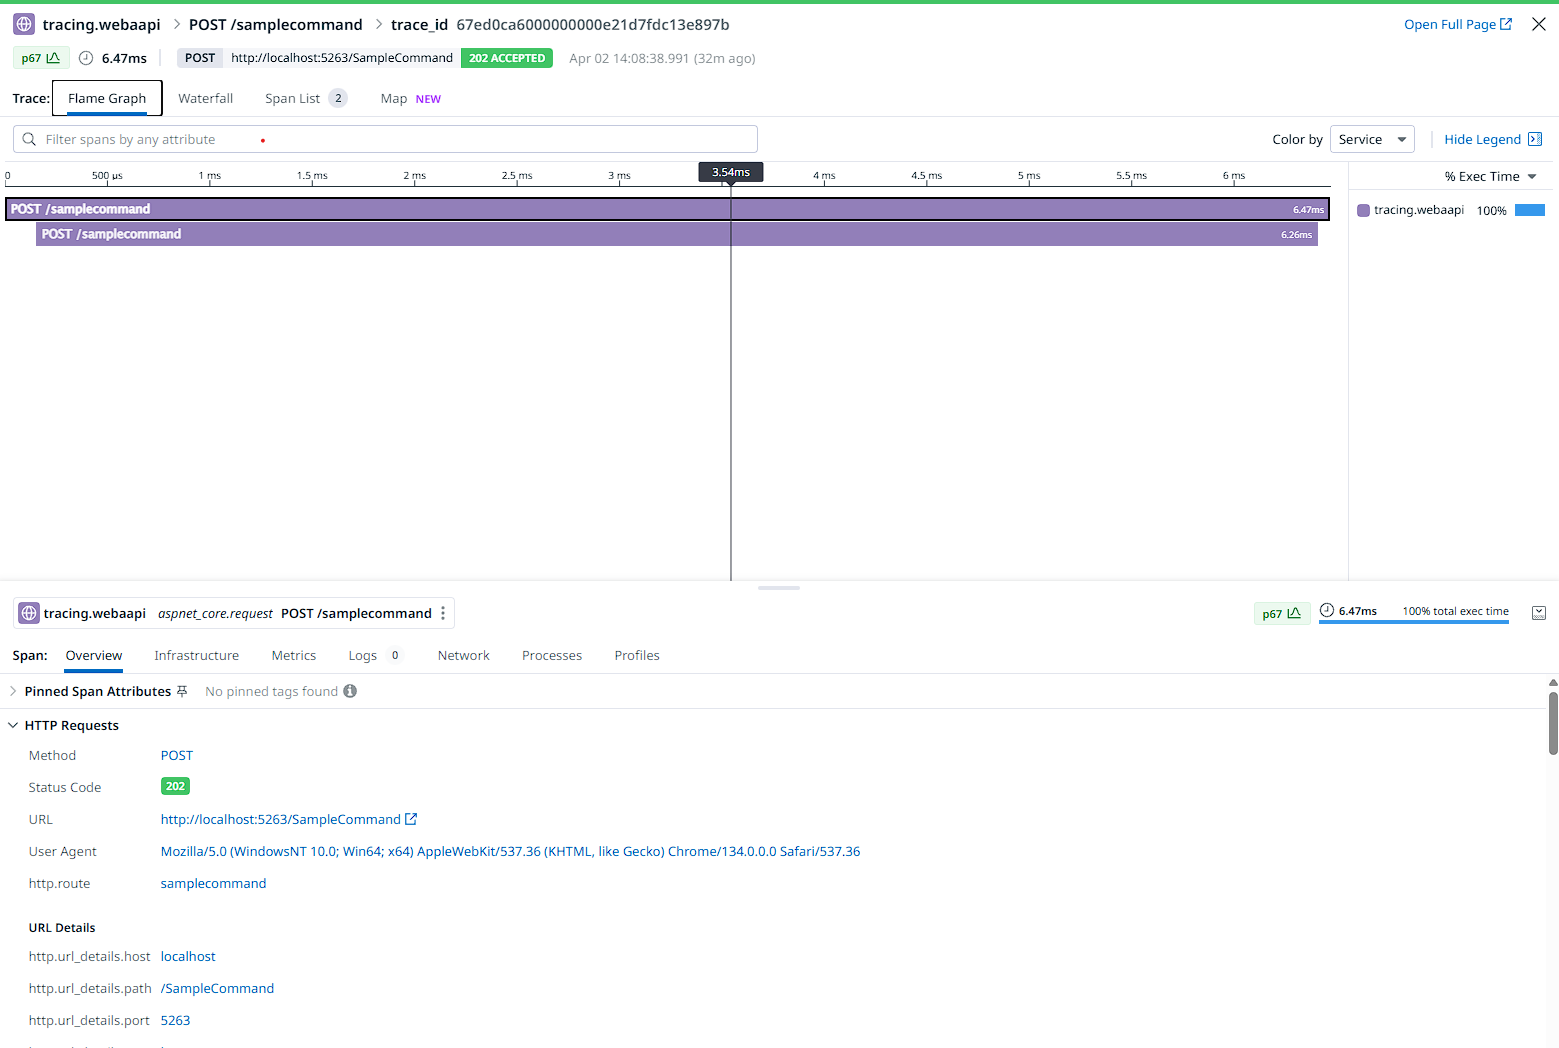 tracing.webaapi > POST /samplecommand > trace_id 67ed0ca6000000000e21d7fdc13e897b Open Full Page
p67 6.47ms POST http://localhost:5263/SampleCommand 202 ACCEPTED Apr 02 14:08:38.991 (32m ago)
Trace: Flame Graph Waterfall Span List 2 Map NEW
Filter spans by any attribute Color by Service Hide Legend
3.54ms
0 500 µs 1 ms 1.5 ms 2 ms 2.5 ms 3 ms 4 ms 4.5 ms 5 ms 5.5 ms 6 ms % Exec Time
POST /samplecommand 6.47ms tracing.webaapi 100%
POST /samplecommand 6.26ms
tracing.webaapi aspnet_core.request POST /samplecommand p67 6.47ms 100% total exec time
Span: Overview Infrastructure Metrics Logs 0 Network Processes Profiles
Pinned Span Attributes No pinned tags found
HTTP Requests
Method POST
Status Code 202
URL http://localhost:5263/SampleCommand
User Agent Mozilla/5.0 (WindowsNT 10.0; Win64; x64) AppleWebKit/537.36 (KHTML, like Gecko) Chrome/134.0.0.0 Safari/537.36
http.route samplecommand
URL Details
http.url_details.host localhost
http.url_details.path /SampleCommand
http.url_details.port 5263